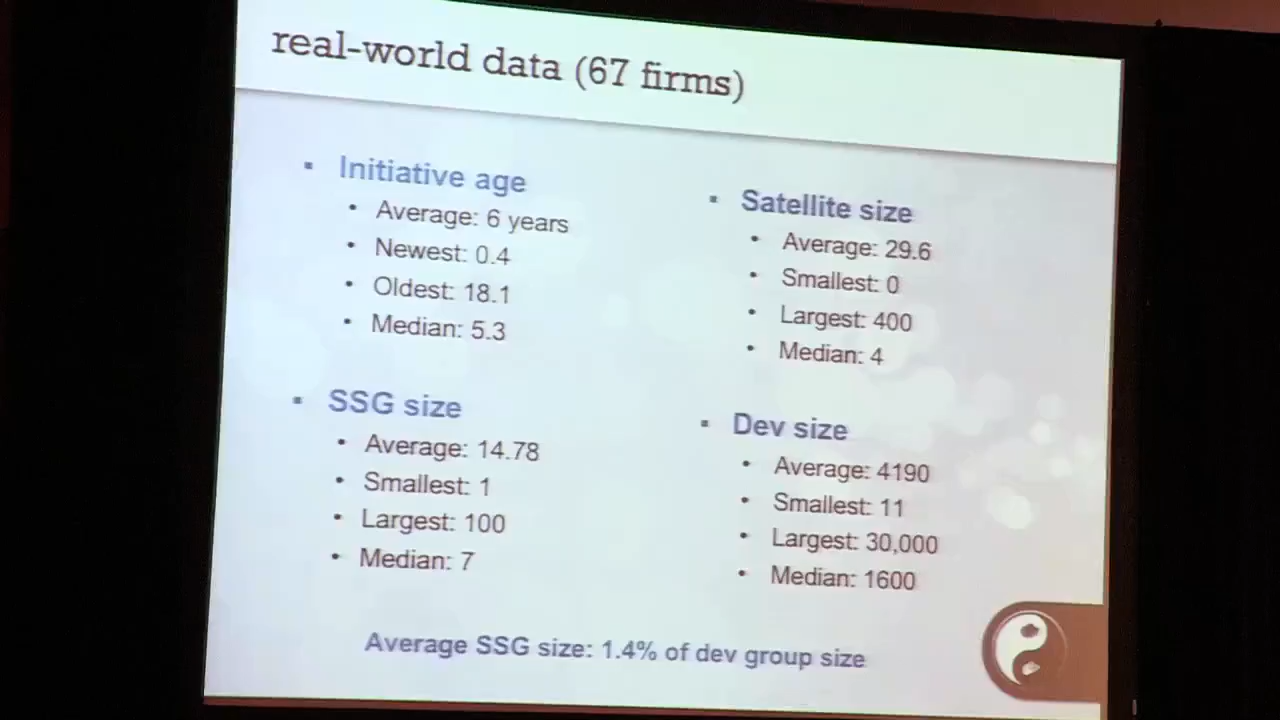 real-world data (67 firms)
Initiative age
Average: 6 years
Newest: 0.4
Oldest: 18.1
Median: 5.3
SSG size
Average: 14.78
Smallest: 1
Largest: 100
Median: 7
Satellite size
Average: 29.6
Smallest: 0
Largest: 400
Median: 4
Dev size
Average: 4190
Smallest: 11
Largest: 30,000
Median: 1600
Average SSG size: 1.4% of dev group size